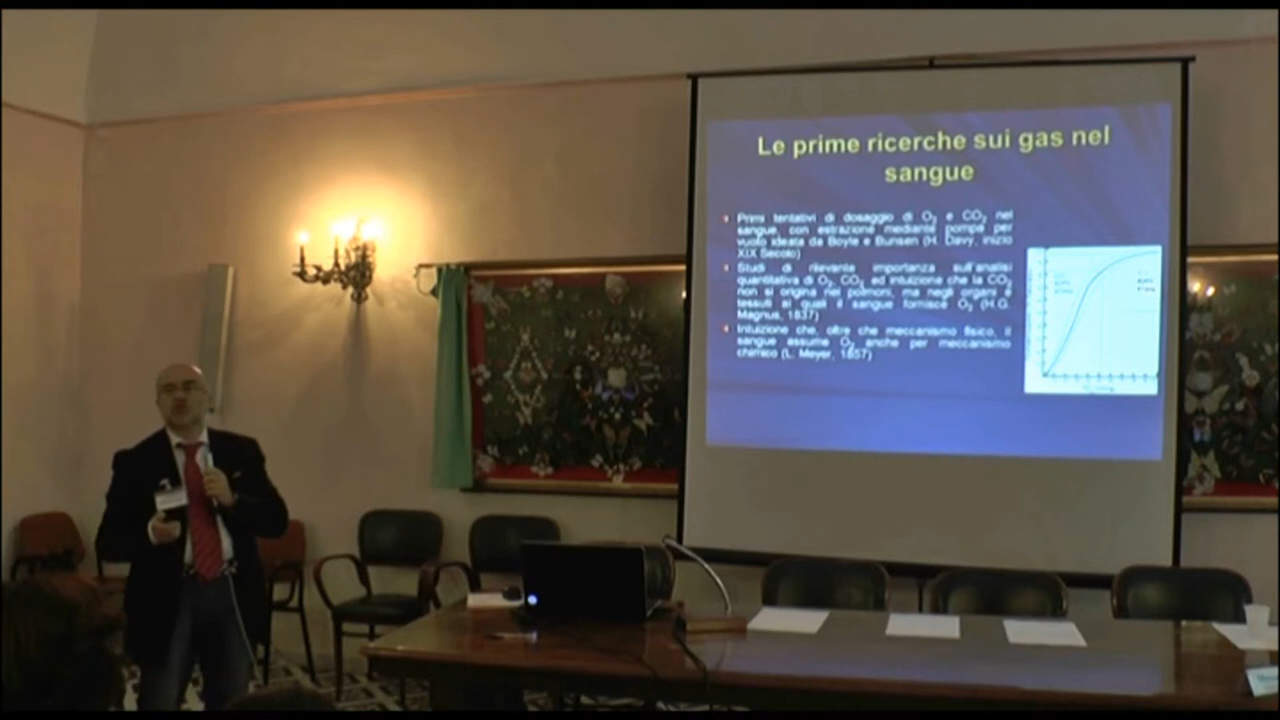 Le prime ricerche sui gas nel
sangue
Primi tentativi di dosaggio di O₂ e CO₂ nel
sangue, con estrazione mediante pompa per
vuoto ideata da Boyle e Bunsen (H. Davy, inizio
XIX Secolo)
Studi di rilevante importanza sull'analisi
quantitativa di O₂, CO₂ ed intuizione che la CO₂
non si origina nei polmoni, ma negli organi e
tessuti ai quali il sangue fornisce O₂ (H.G.
Magnus, 1837)
Intuizione che, oltre che meccanismo fisico, il
sangue assume O₂ anche per meccanismo
chimico (L. Meyer, 1857)